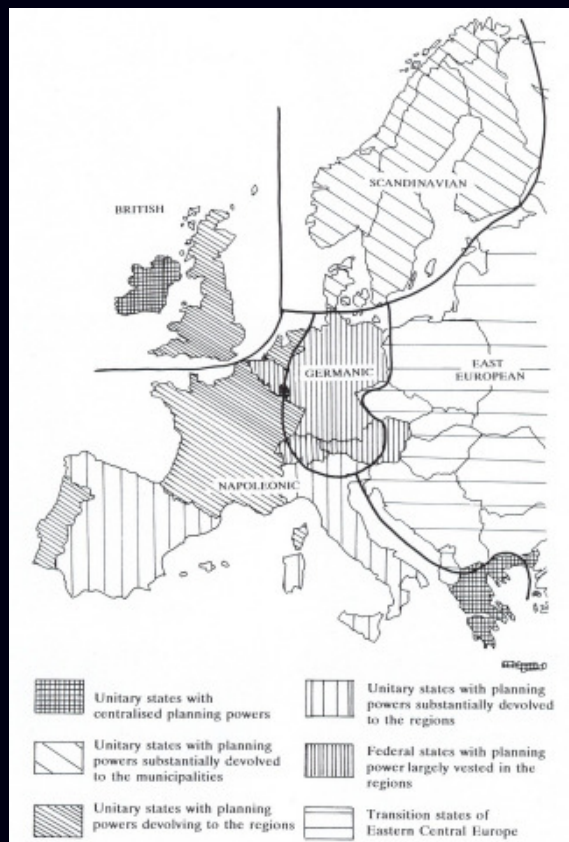 SCANDINAVIAN
BRITISH
GERMANIC
EAST
EUROPEAN
NAPOLEONIC
Unitary states with
centralised planning powers
Unitary states with planning
powers substantially devolved
to the municipalities
Unitary states with planning
powers devolving to the regions
Unitary states with planning
powers substantially devolved
to the regions
Federal states with planning
power largely vested in the
regions
Transition states of
Eastern Central Europe